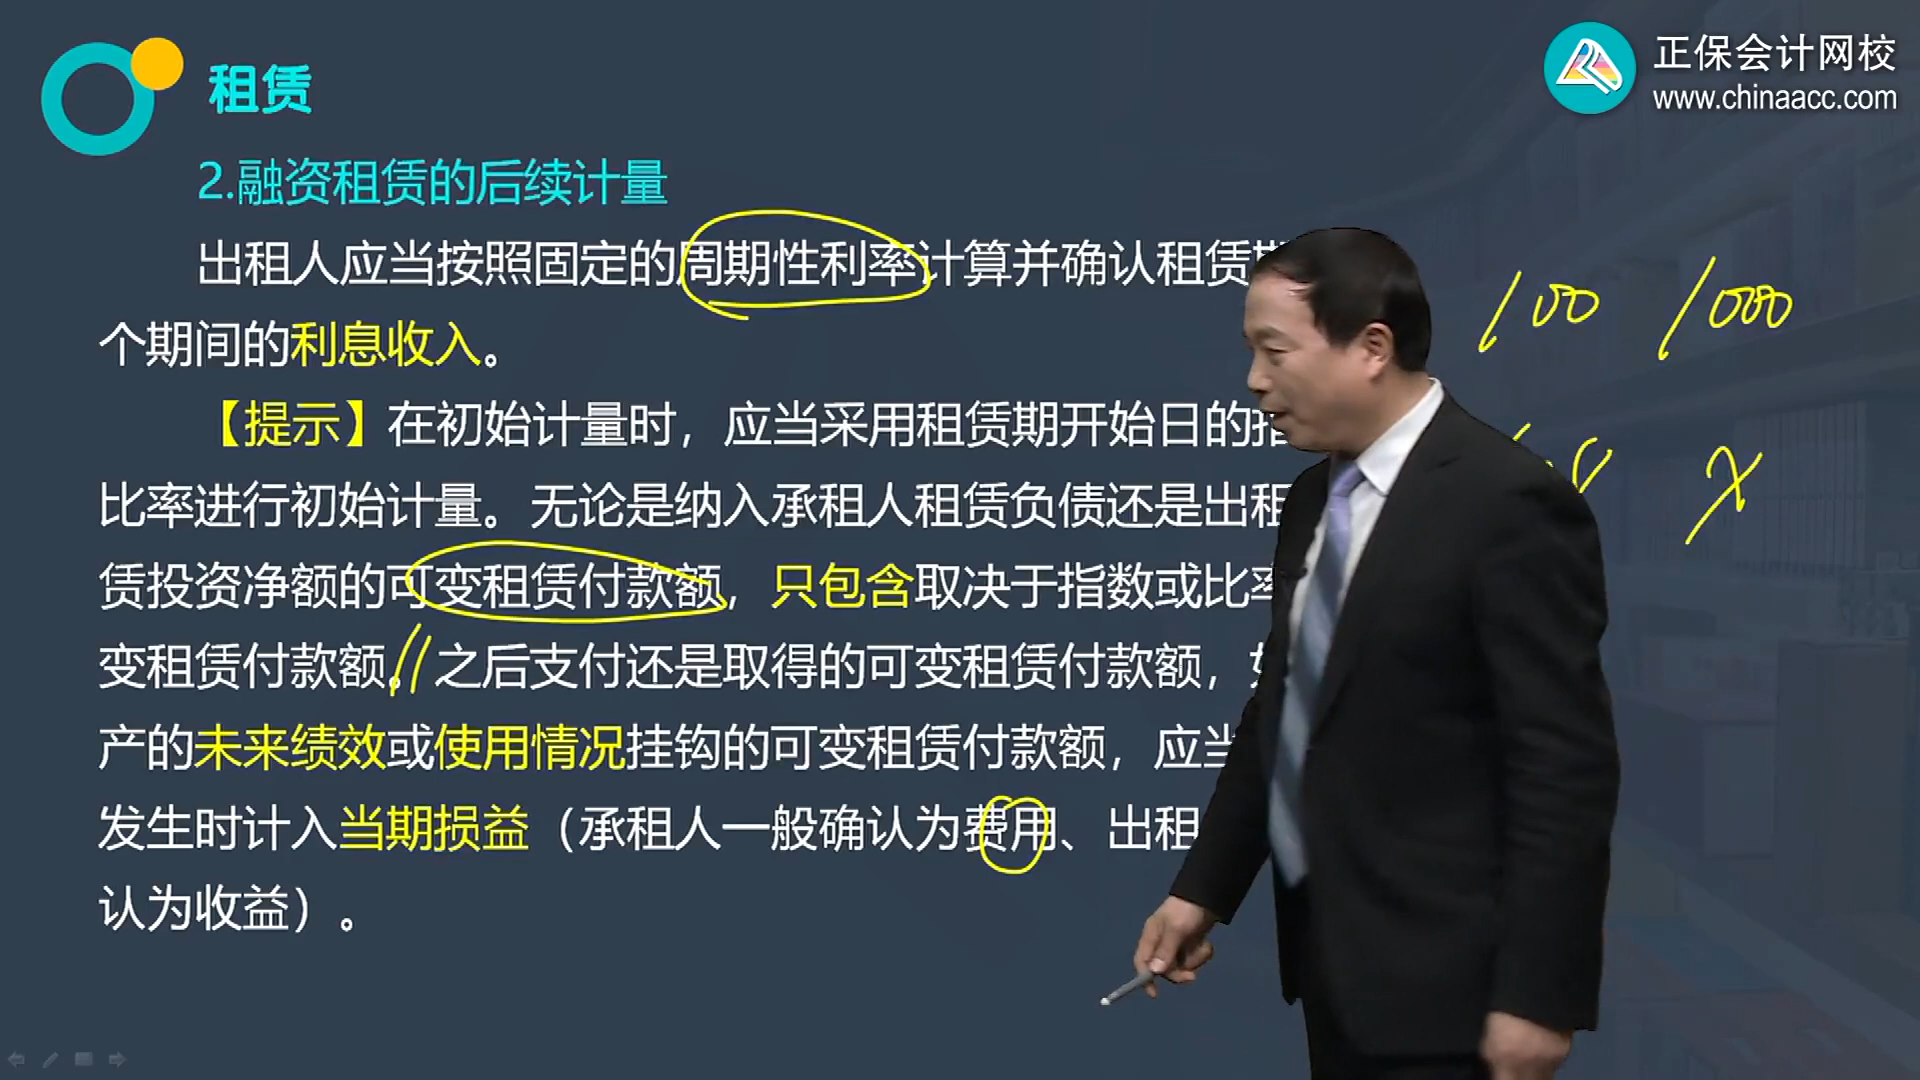 租赁
正保会计网校
www.chinaacc.com
2.融资租赁的后续计量
出租人应当按照固定的周期性利率计算并确认租赁
个期间的利息收入。
【提示】在初始计量时，应当采用租赁期开始日的
比率进行初始计量。无论是纳入承租人租赁负债还是出租
赁投资净额的可变租赁付款额，只包含取决于指数或比率
变租赁付款额。之后支付还是取得的可变租赁付款额，
产的未来绩效或使用情况挂钩的可变租赁付款额，应当
发生时计入当期损益（承租人一般确认为费用、出租
认为收益）。
100 1000